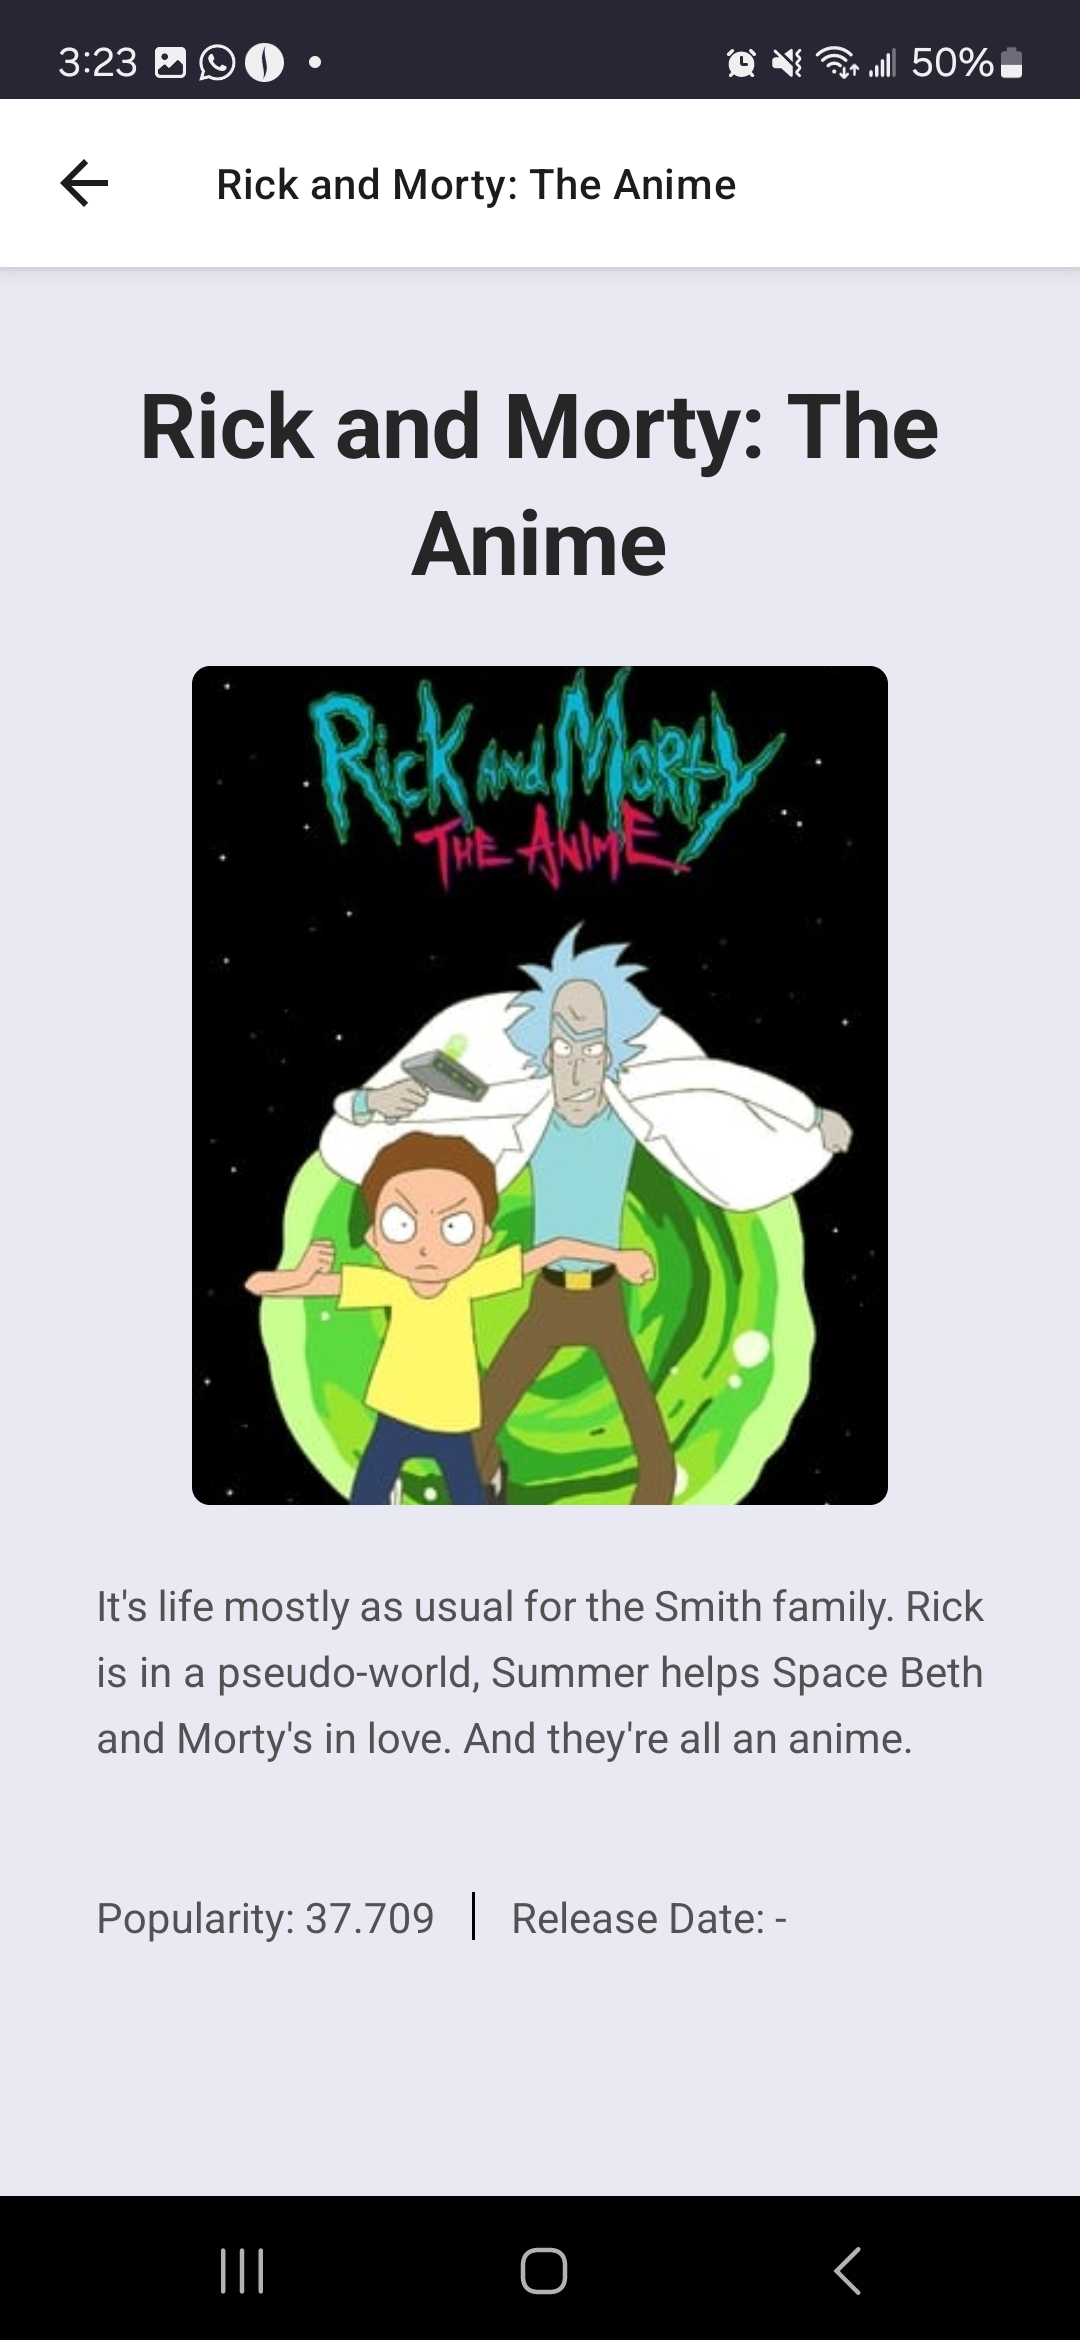 3:23
50%
Rick and Morty: The Anime
Rick and Morty: The
Anime
Rick and Morty
The Anime
It's life mostly as usual for the Smith family. Rick
is in a pseudo-world, Summer helps Space Beth
and Morty's in love. And they're all an anime.
Popularity: 37.709
Release Date: -